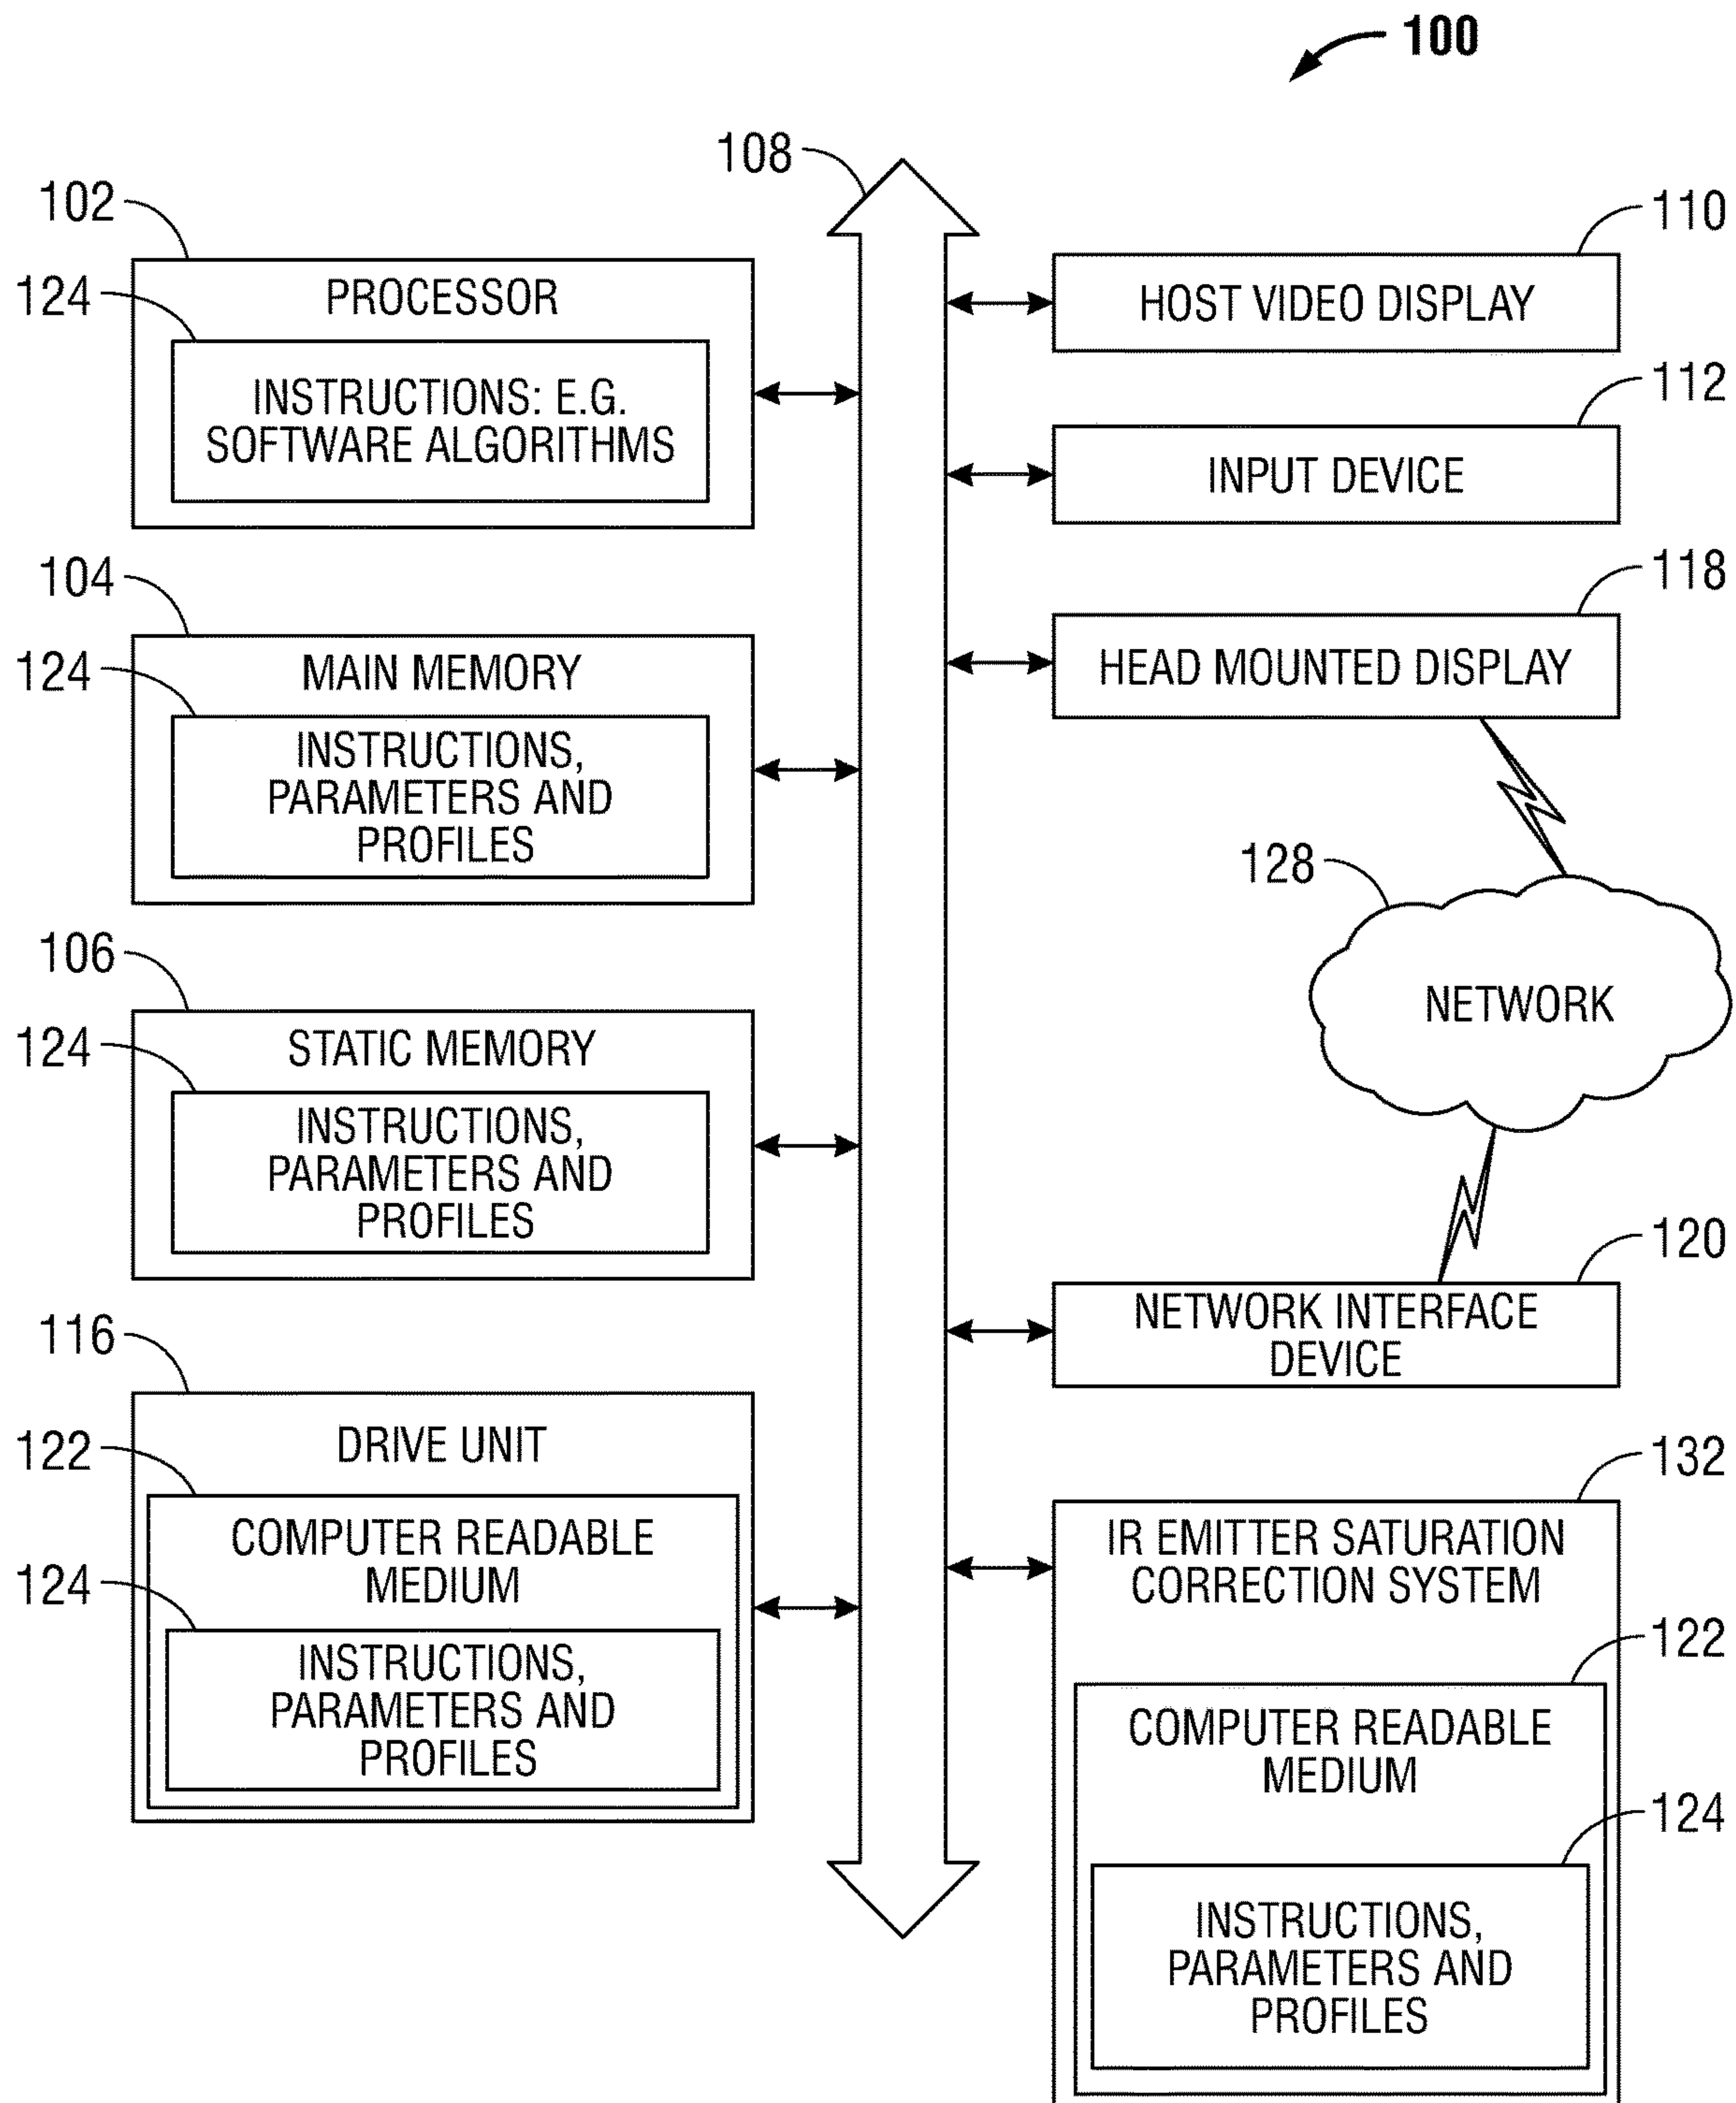 100
108
102
124
PROCESSOR
INSTRUCTIONS: E.G.
SOFTWARE ALGORITHMS
104
124
MAIN MEMORY
INSTRUCTIONS,
PARAMETERS AND
PROFILES
106
124
STATIC MEMORY
INSTRUCTIONS,
PARAMETERS AND
PROFILES
116
DRIVE UNIT
122
COMPUTER READABLE
MEDIUM
124
INSTRUCTIONS,
PARAMETERS AND
PROFILES
110
HOST VIDEO DISPLAY
112
INPUT DEVICE
118
HEAD MOUNTED DISPLAY
128
NETWORK
120
NETWORK INTERFACE
DEVICE
132
IR EMITTER SATURATION
CORRECTION SYSTEM
122
COMPUTER READABLE
MEDIUM
124
INSTRUCTIONS,
PARAMETERS AND
PROFILES